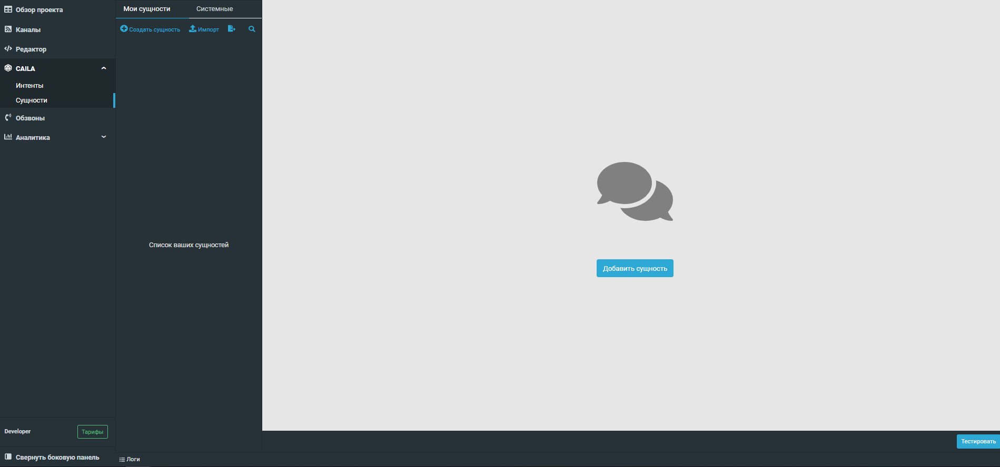 Обзор проекта
Каналы
Редактор
CAILA
Интенты
Сущности
Обзвоны
Аналитика
Developer
Тарифы
Свернуть боковую панель
Мои сущности
Системные
Создать сущность
Импорт
Список ваших сущностей
Добавить сущность
Тестировать
Логи